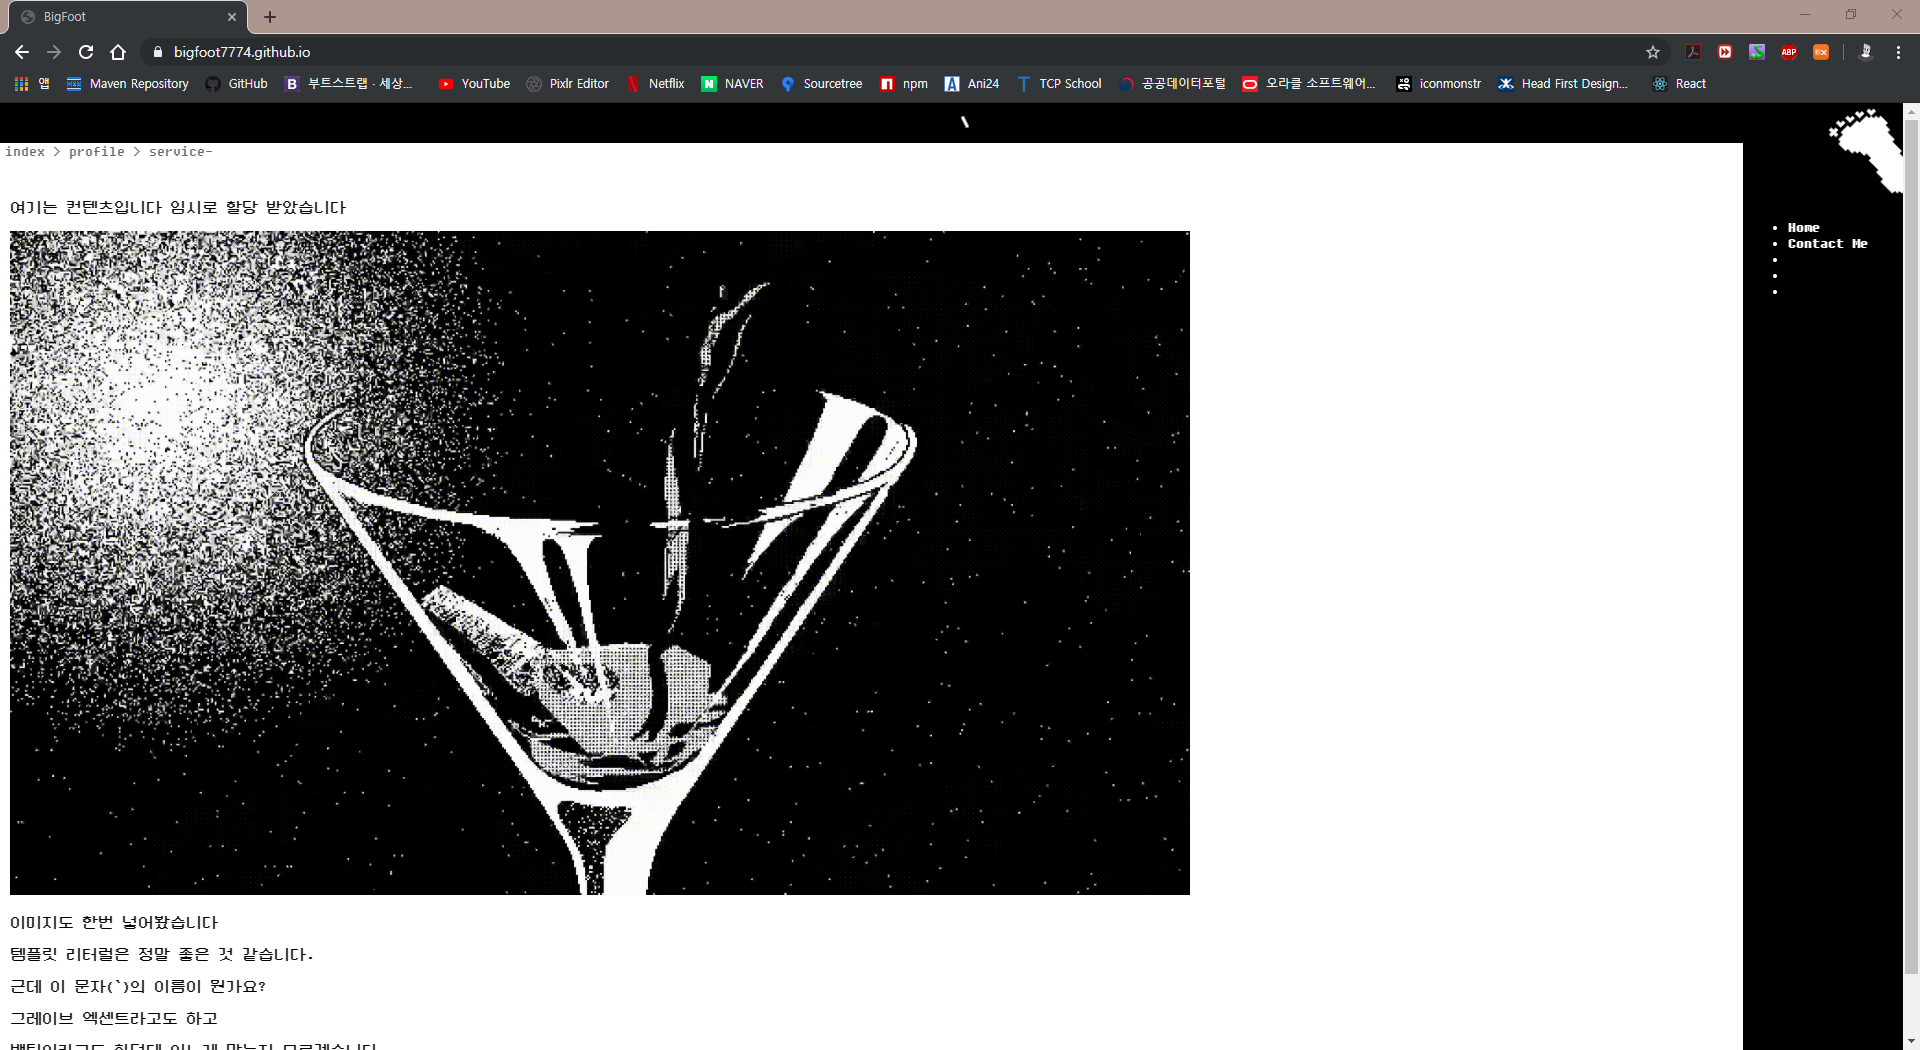 BigFoot
bigfoot7774.github.io
앱 Maven Repository GitHub 부트스트랩 · 세상... YouTube Pixlr Editor Netflix NAVER Sourcetree npm Ani24 TCP School 공공데이터포털 오라클 소프트웨어... iconmonstr Head First Design... React
\
index > profile > service-
Home
Contact Me
여기는 컨텐츠입니다 임시로 할당 받았습니다
이미지도 한번 넣어봤습니다
템플릿 리터럴은 정말 좋은 것 같습니다.
근데 이 문자(`)의 이름이 뭔가요?
그레이브 엑센트라고도 하고